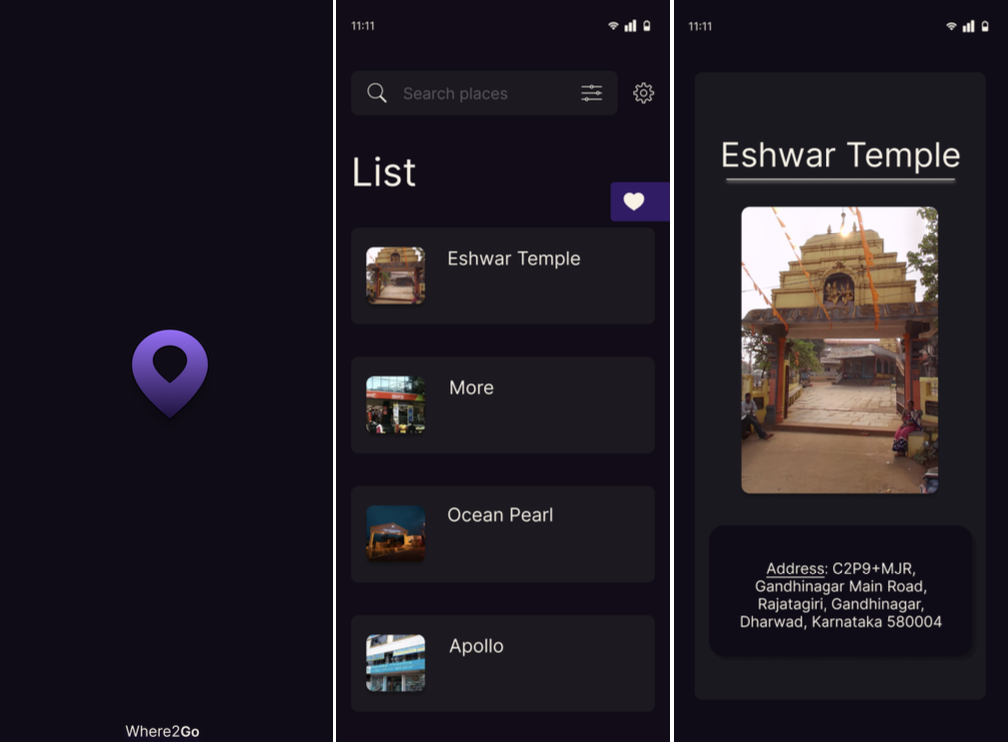 Where2Go
11:11
Search places
List
Eshwar Temple
More
Ocean Pearl
Apollo
11:11
Eshwar Temple
Address: C2P9+MJR,
Gandhinagar Main Road,
Rajatagiri, Gandhinagar,
Dharwad, Karnataka 580004